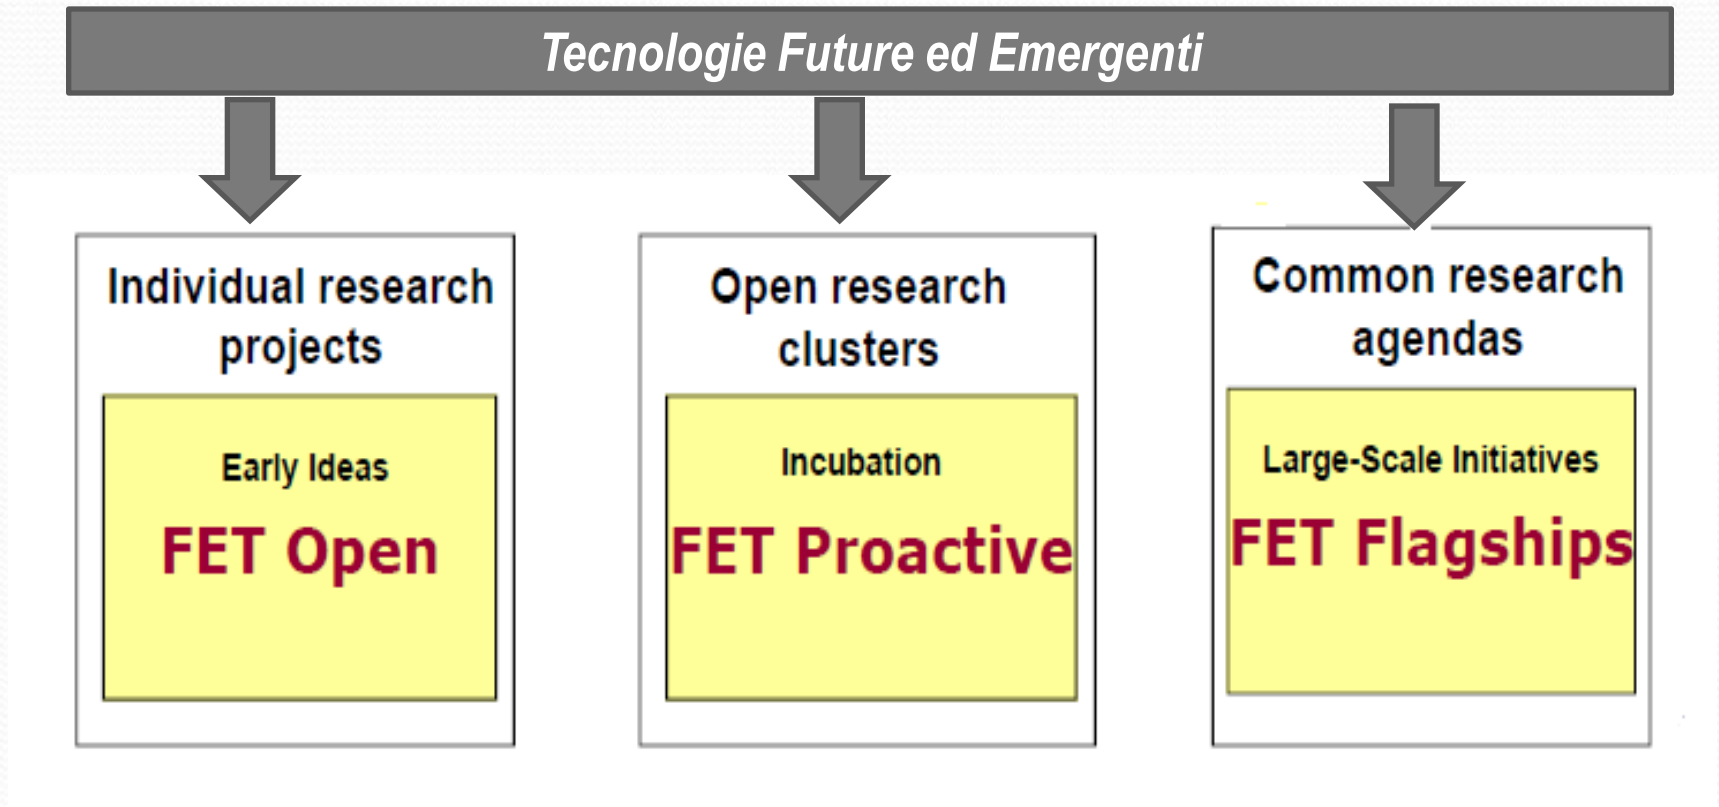 Tecnologie Future ed Emergenti
Individual research
projects
Early Ideas
FET Open
Open research
clusters
Incubation
FET Proactive
Common research
agendas
Large-Scale Initiatives
FET Flagships